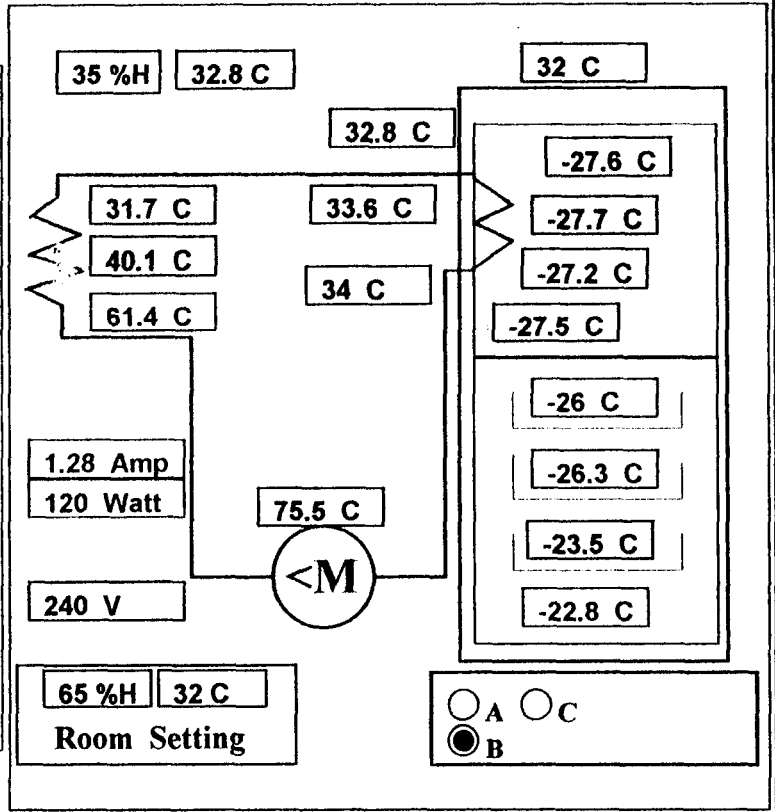 35 %H 32.8 C
32 C
32.8 C
-27.6 C
31.7 C 33.6 C -27.7 C
40.1 C -27.2 C
34 C
61.4 C -27.5 C
-26 C
1.28 Amp
-26.3 C
120 Watt
75.5 C
-23.5 C
<M
240 V
-22.8 C
65 %H 32 C
Room Setting
A C
B